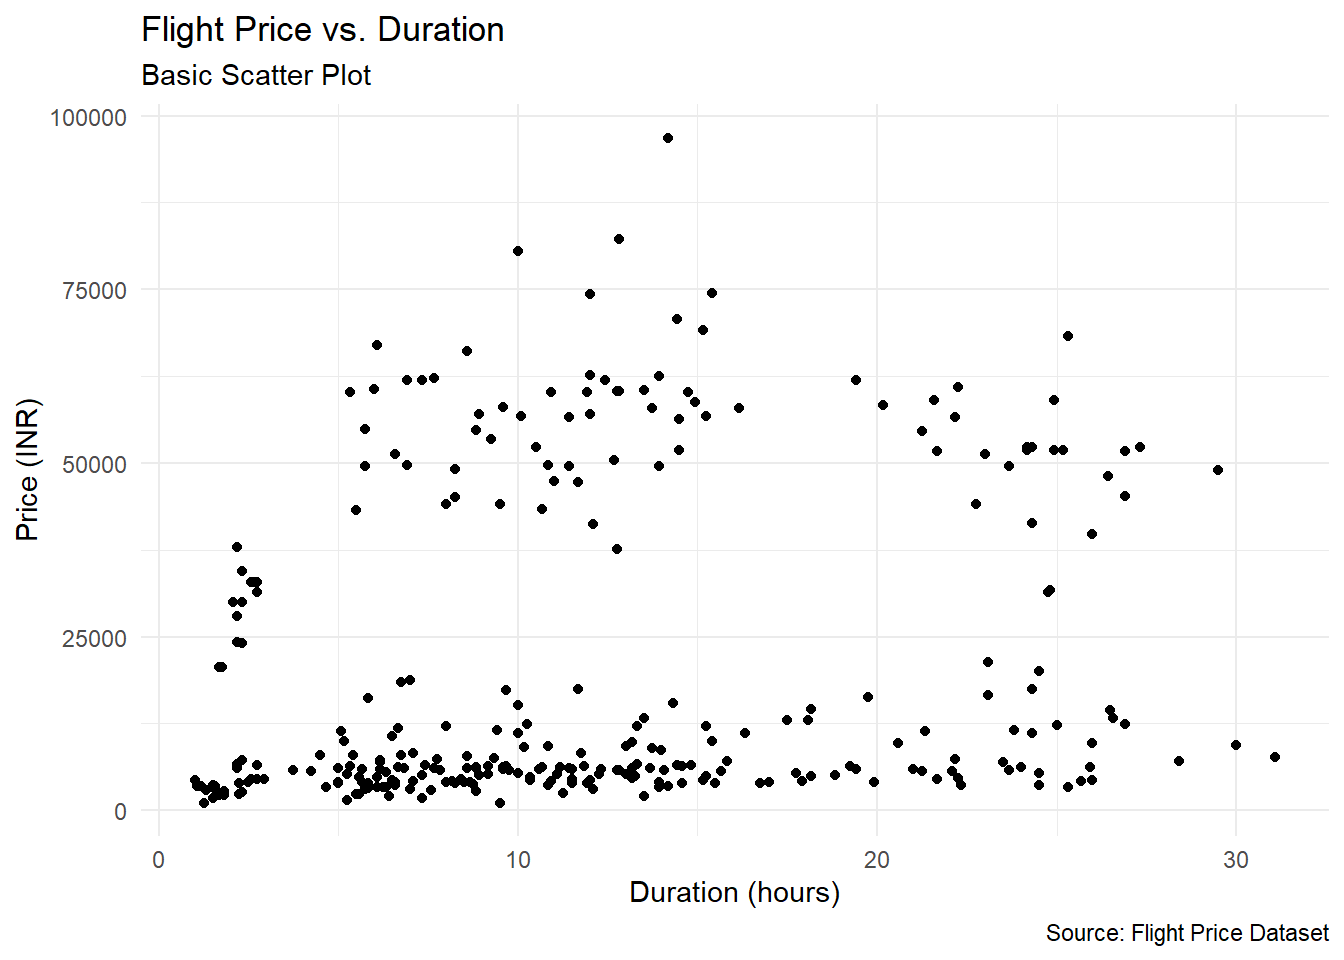 Flight Price vs. Duration
Basic Scatter Plot
100000
75000
50000
25000
0
Price (INR)
0 10 20 30
Duration (hours)
Source: Flight Price Dataset